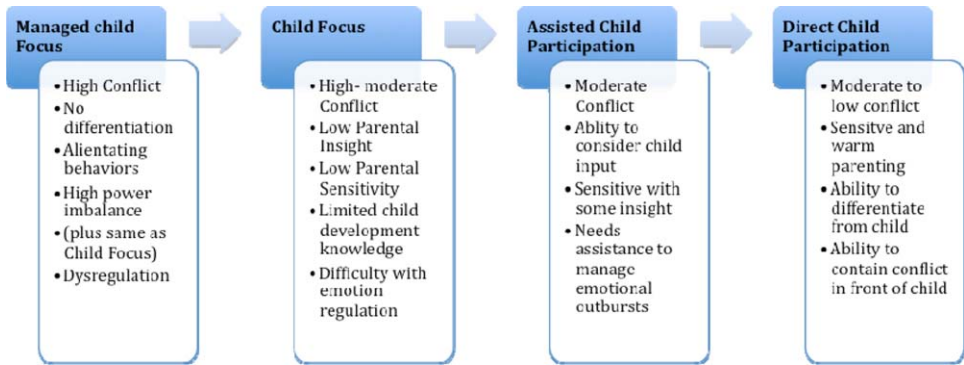 Managed child
Focus
• High Conflict
• No
differentiation
• Alientating
behaviors
• High power
imbalance
• (plus same as
Child Focus)
• Dysregulation
Child Focus
• High- moderate
Conflict
• Low Parental
Insight
• Low Parental
Sensitivity
• Limited child
development
knowledge
• Difficulty with
emotion
regulation
Assisted Child
Participation
• Moderate
Conflict
• Ablity to
consider child
input
• Sensitive with
some insight
• Needs
assistance to
manage
emotional
outbursts
Direct Child
Participation
• Moderate to
low conflict
• Sensitve and
warm
parenting
• Ability to
differentiate
from child
• Ability to
contain conflict
in front of child